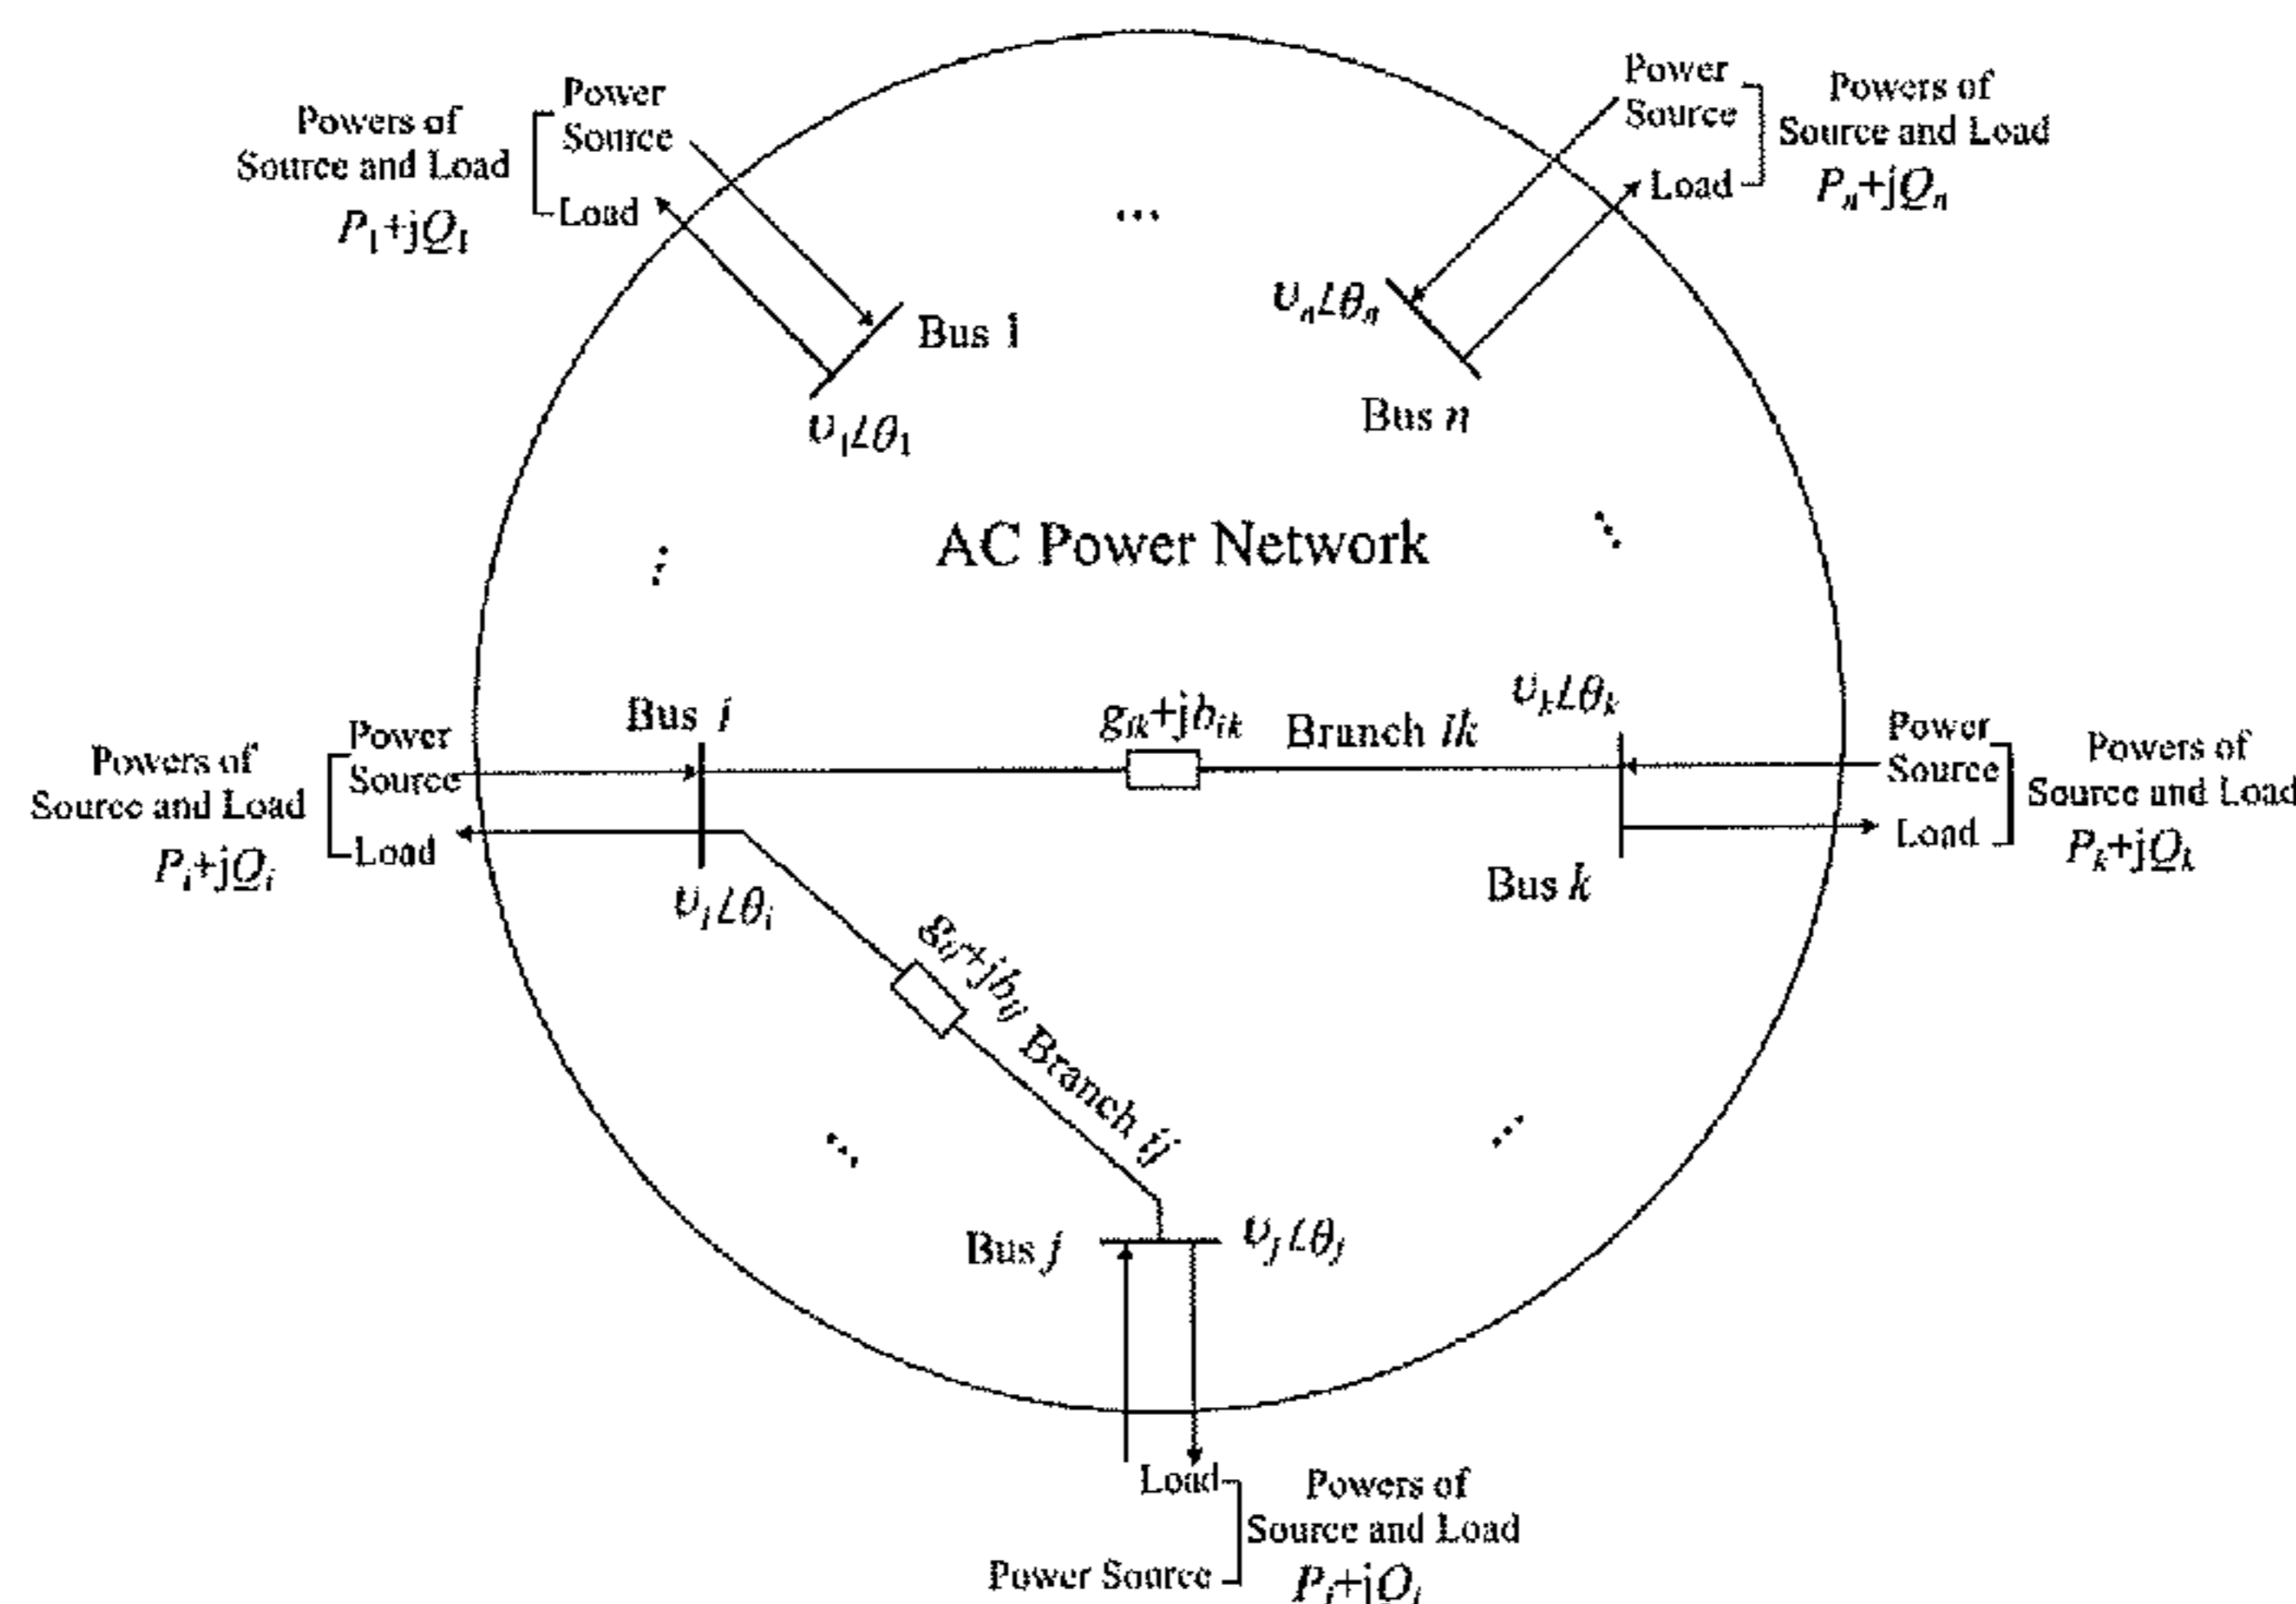 Power
Source
Load
Powers of
Source and Load
P₁+jQ₁
Bus 1
υ₁∠θ₁
...
Power
Source
Load
Powers of
Source and Load
Pₙ+jQₙ
υₙ∠θₙ
Bus n
AC Power Network
Powers of
Source and Load
Pᵢ+jQᵢ
Power
Source
Load
Bus i
υᵢ∠θᵢ
gᵢₖ+jbᵢₖ
Branch ik
υₖ∠θₖ
Bus k
Power
Source
Load
Powers of
Source and Load
Pₖ+jQₖ
gᵢⱼ+jbᵢⱼ Branch ij
Bus j
υⱼ∠θⱼ
Load
Power Source
Powers of
Source and Load
Pⱼ+jQⱼ